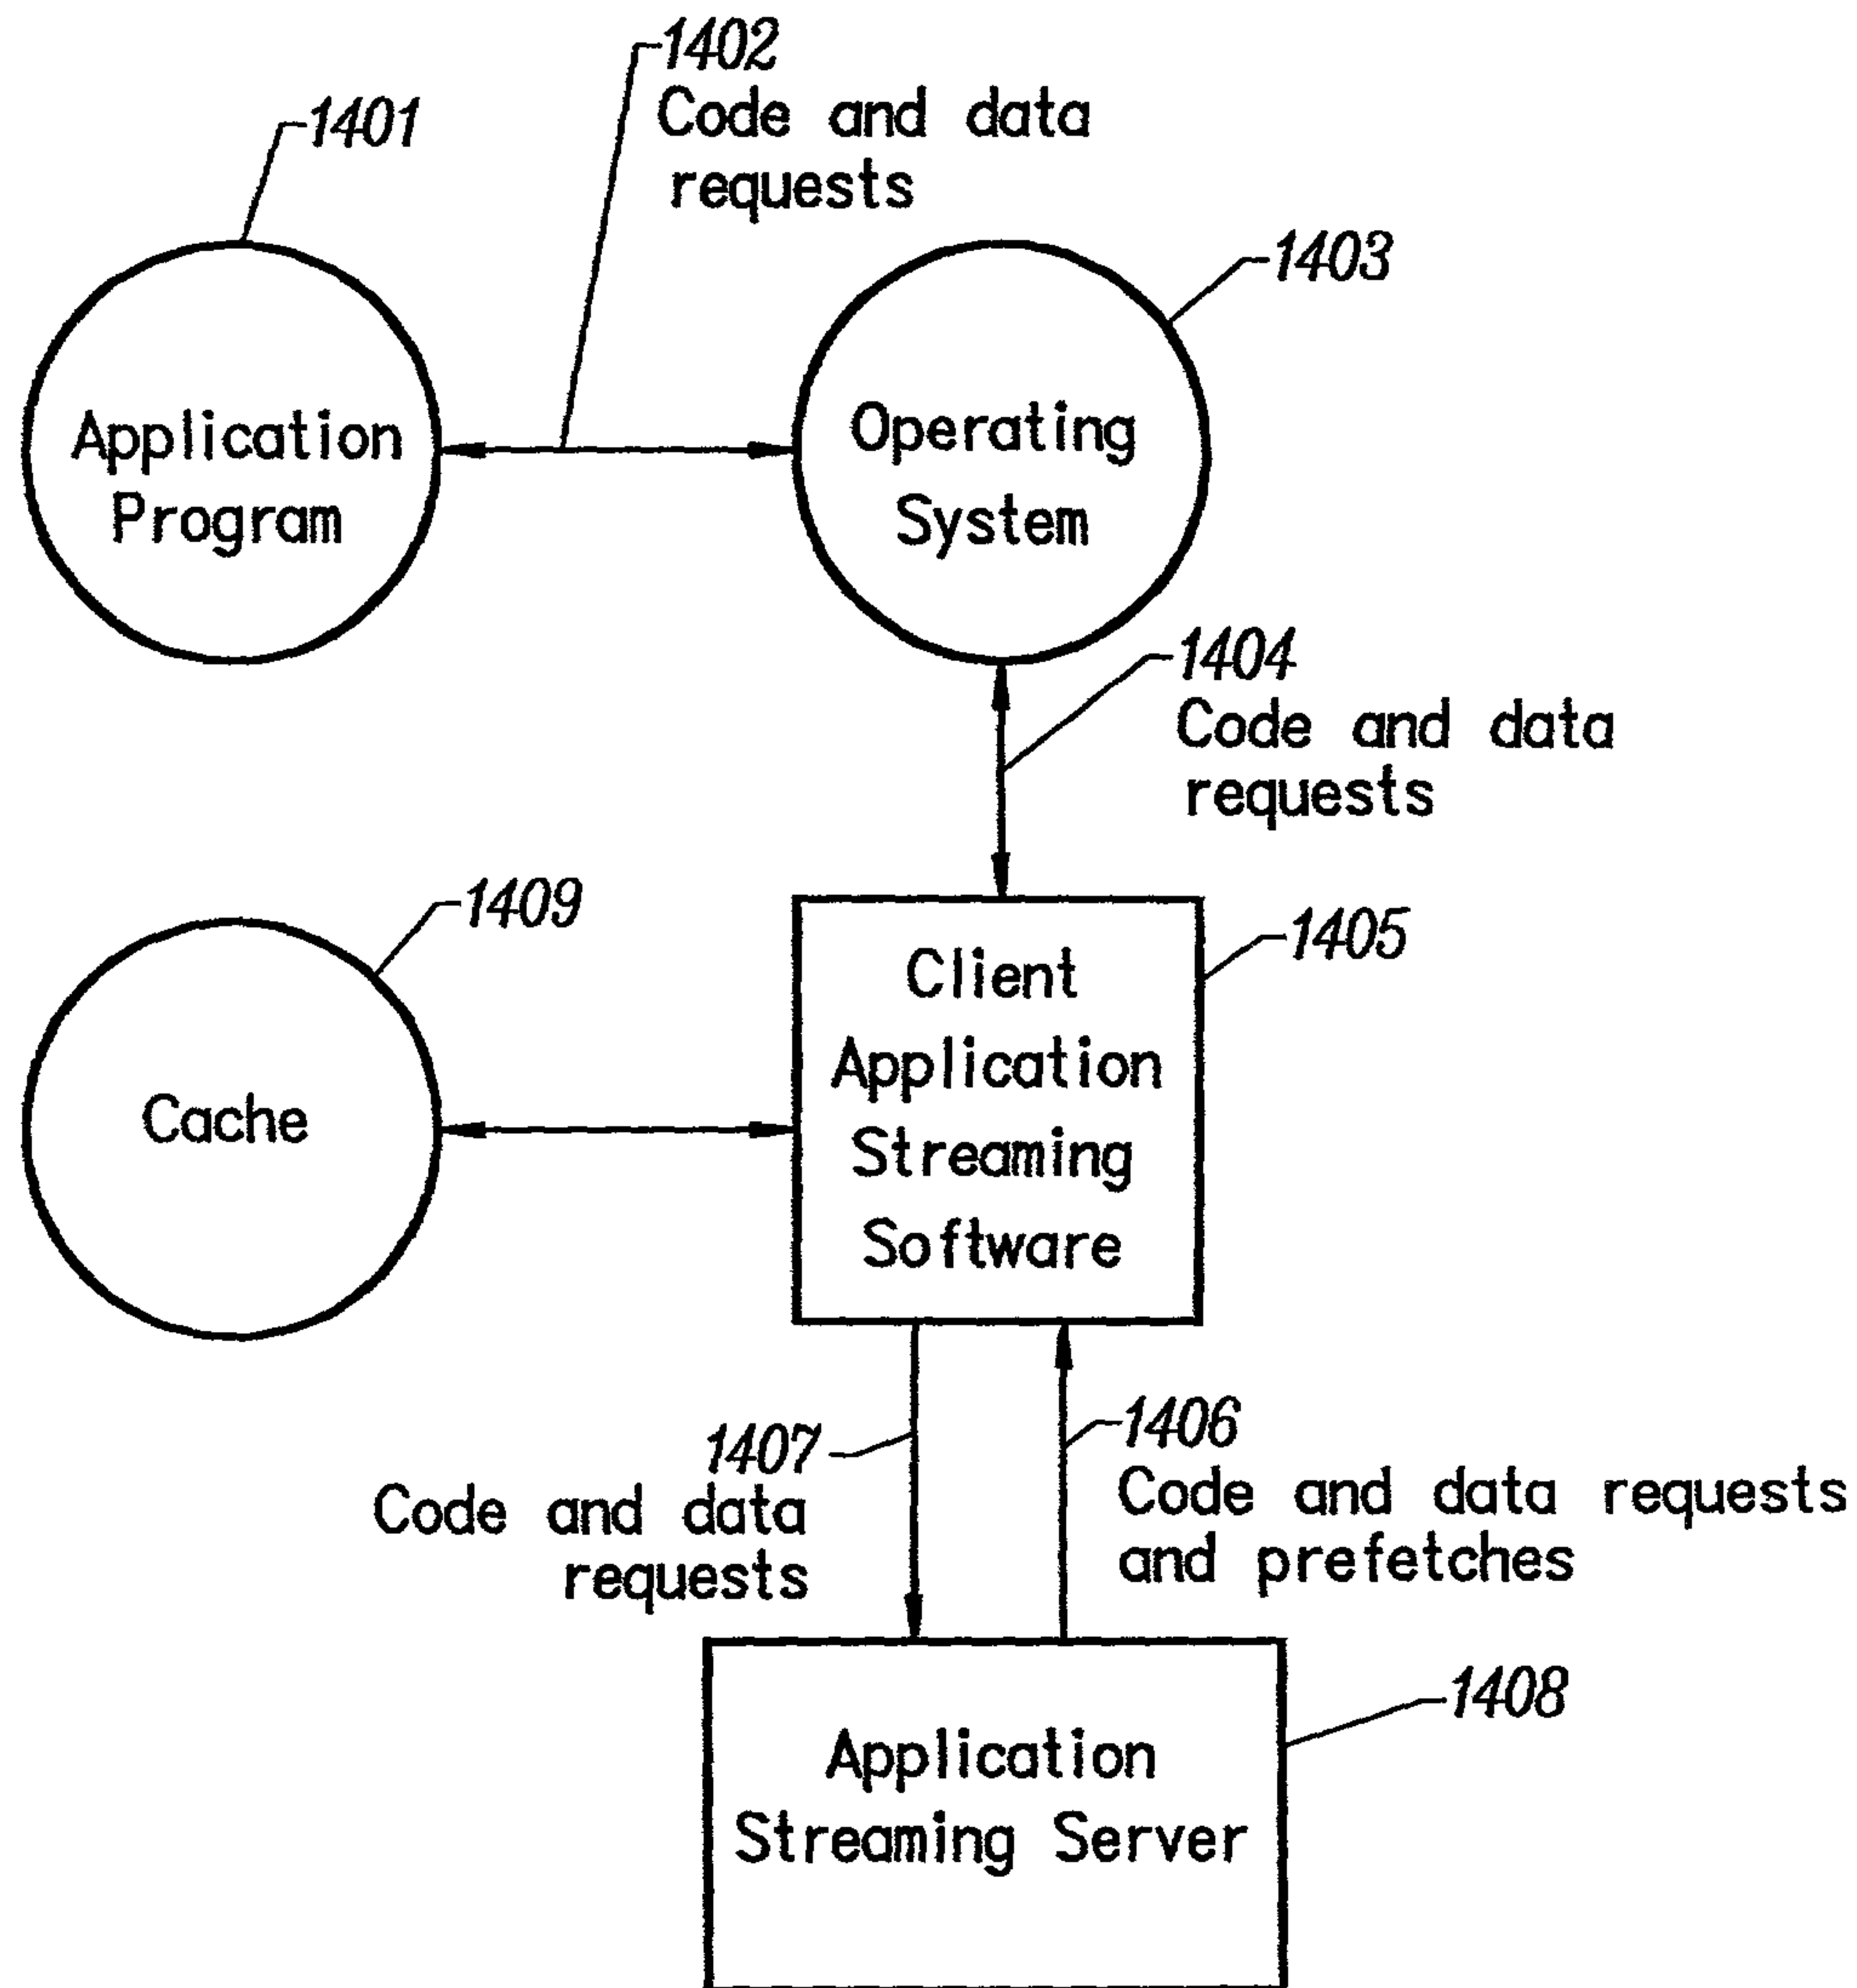 1402
Code and data
requests
1401
1403
Application
Program
Operating
System
1404
Code and data
requests
1409
1405
Cache
Client
Application
Streaming
Software
1407
Code and data
requests
1406
Code and data requests
and prefetches
1408
Application
Streaming Server